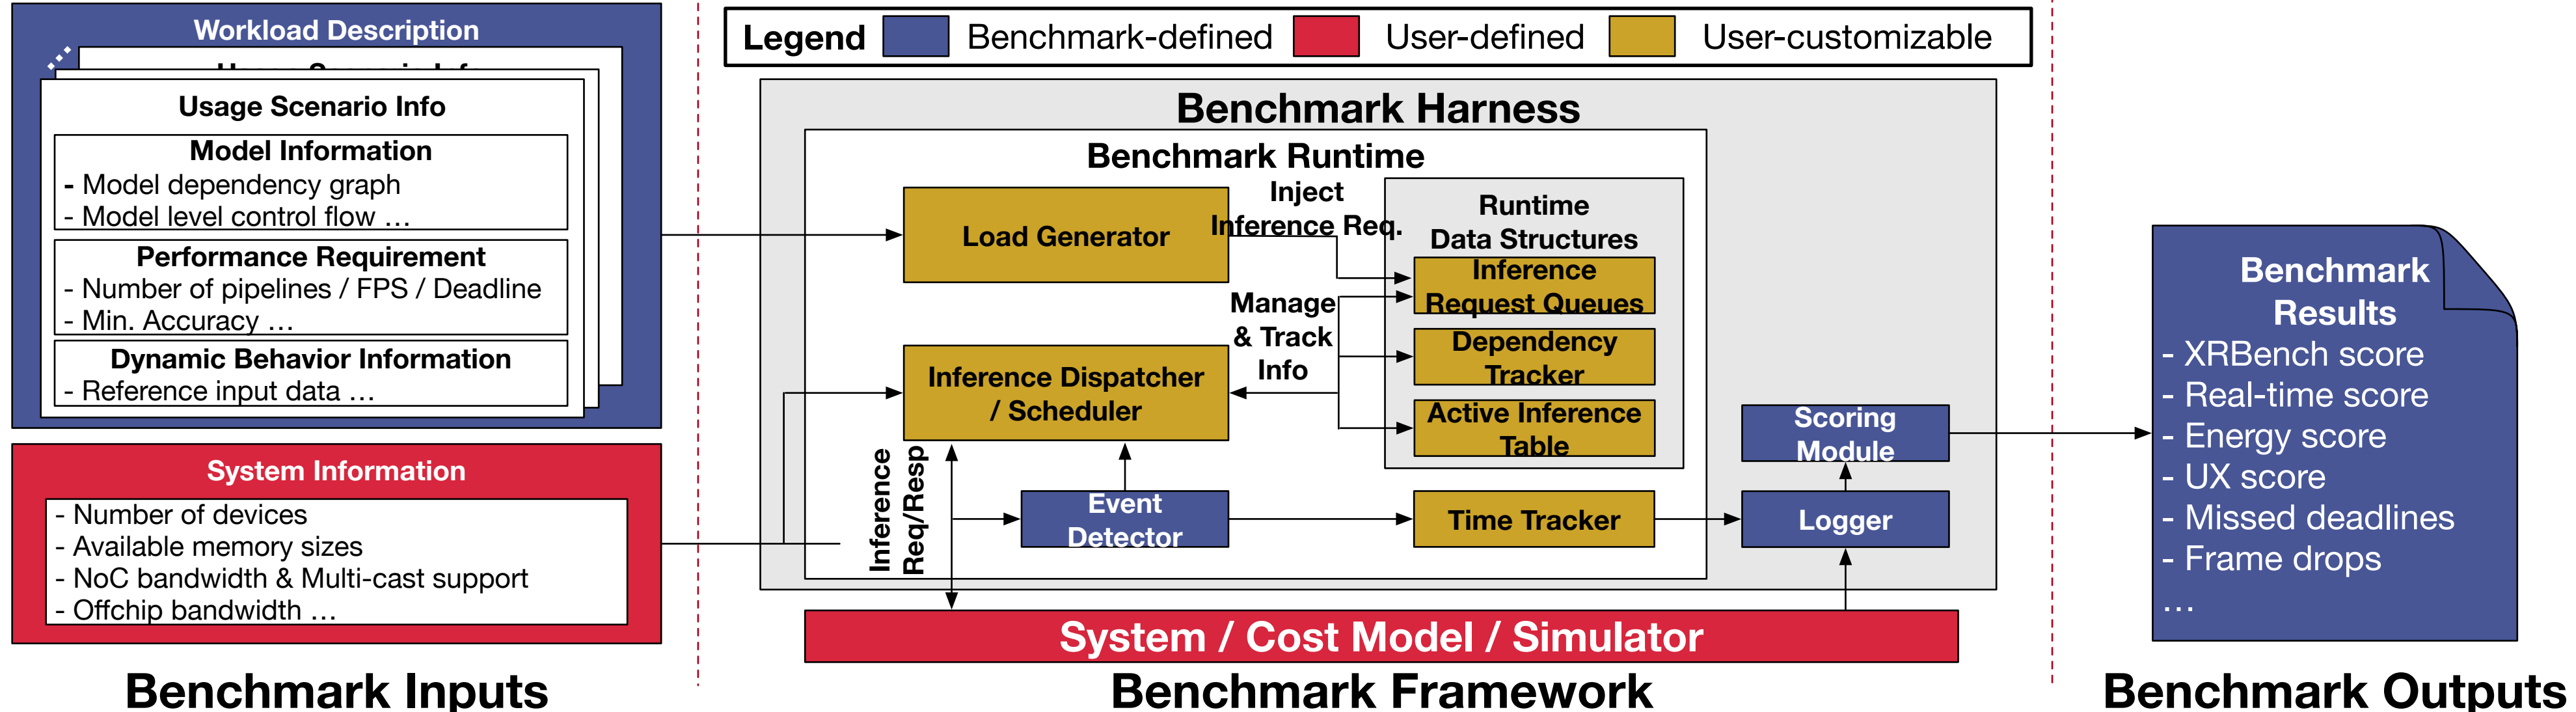 Workload Description
Usage Scenario Info
Usage Scenario Info
Model Information
- Model dependency graph
- Model level control flow …
Performance Requirement
- Number of pipelines / FPS / Deadline
- Min. Accuracy …
Dynamic Behavior Information
- Reference input data …
System Information
- Number of devices
- Available memory sizes
- NoC bandwidth & Multi-cast support
- Offchip bandwidth …
Benchmark Inputs
Legend Benchmark-defined User-defined User-customizable
Benchmark Harness
Benchmark Runtime
Load Generator
Inject
Inference Req.
Runtime
Data Structures
Inference
Request Queues
Manage
& Track
Info
Dependency
Tracker
Inference Dispatcher
/ Scheduler
Active Inference
Table
Inference
Req/Resp
Event
Detector
Time Tracker
Scoring
Module
Logger
System / Cost Model / Simulator
Benchmark Framework
Benchmark
Results
- XRBench score
- Real-time score
- Energy score
- UX score
- Missed deadlines
- Frame drops
…
Benchmark Outputs